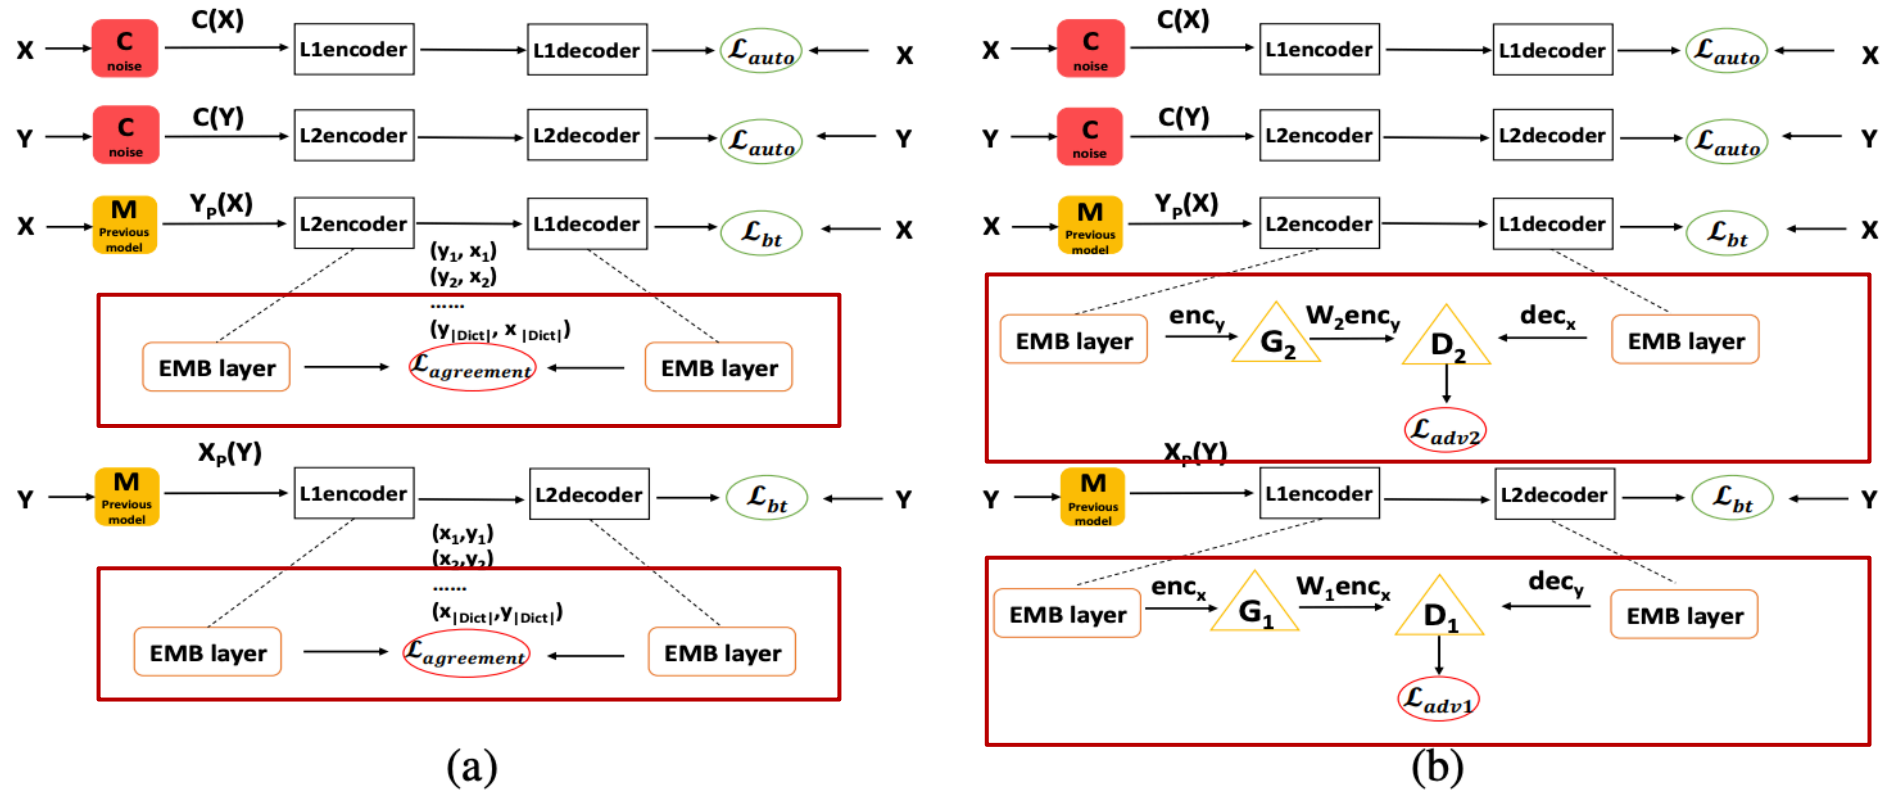 X C noise C(X) L1encoder L1decoder ℒauto X
Y C noise C(Y) L2encoder L2decoder ℒauto Y
X M Previous model YP(X) L2encoder L1decoder ℒbt X
(y1, x1)
(y2, x2)
......
(y|Dict|, x |Dict|)
EMB layer ℒagreement EMB layer
Y M Previous model XP(Y) L1encoder L2decoder ℒbt Y
(x1,y1)
(x2,y2)
......
(x|Dict|,y|Dict|)
EMB layer ℒagreement EMB layer
(a)
X C noise C(X) L1encoder L1decoder ℒauto X
Y C noise C(Y) L2encoder L2decoder ℒauto Y
X M Previous model YP(X) L2encoder L1decoder ℒbt X
EMB layer ency G2 W2ency D2 decx EMB layer
ℒadv2
Y M Previous model XP(Y) L1encoder L2decoder ℒbt Y
EMB layer encx G1 W1encx D1 decy EMB layer
ℒadv1
(b)